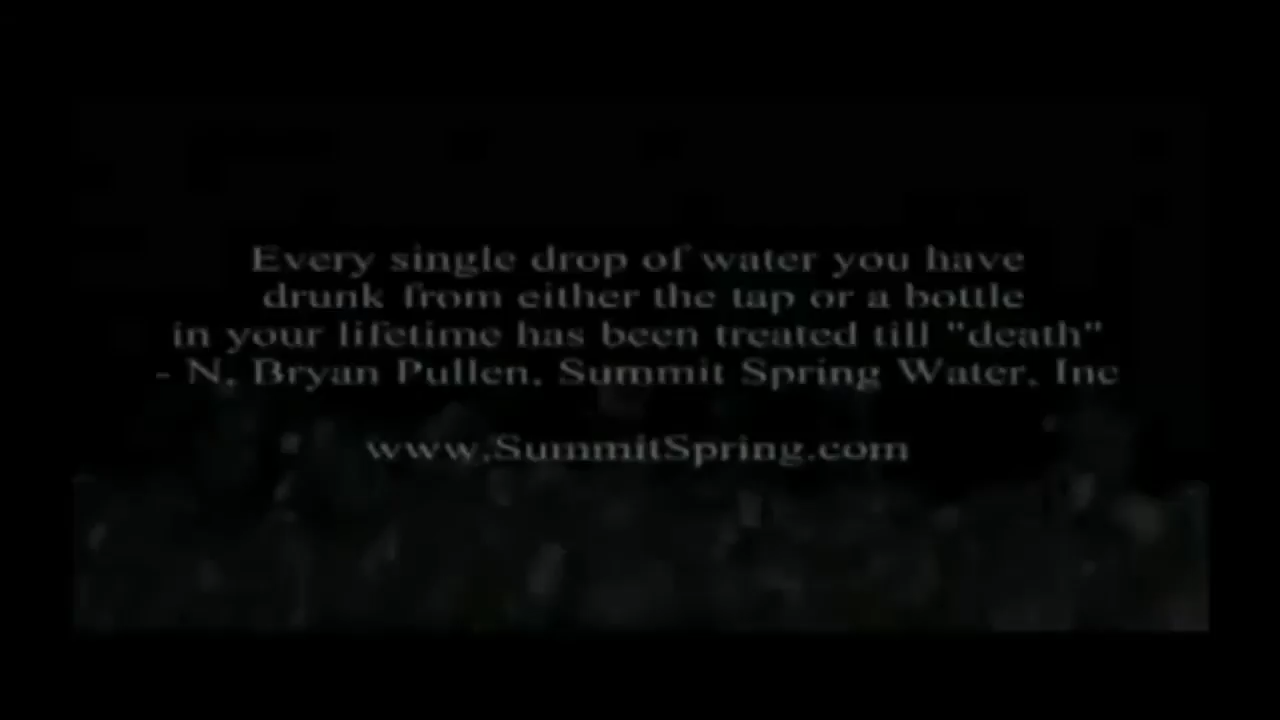 Every single drop of water you have
drunk from either the tap or a bottle
in your lifetime has been treated till "death"
- N. Bryan Pullen, Summit Spring Water, Inc
www.SummitSpring.com